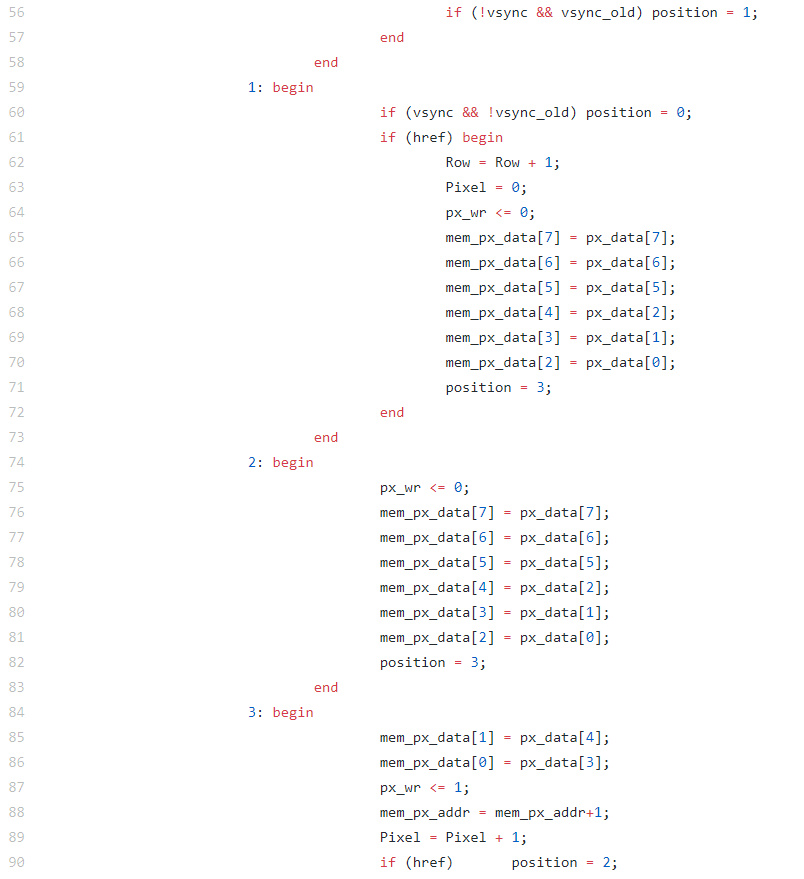 56 if (!vsync && vsync_old) position = 1;
57 end
58 end
59 1: begin
60 if (vsync && !vsync_old) position = 0;
61 if (href) begin
62 Row = Row + 1;
63 Pixel = 0;
64 px_wr <= 0;
65 mem_px_data[7] = px_data[7];
66 mem_px_data[6] = px_data[6];
67 mem_px_data[5] = px_data[5];
68 mem_px_data[4] = px_data[2];
69 mem_px_data[3] = px_data[1];
70 mem_px_data[2] = px_data[0];
71 position = 3;
72 end
73 end
74 2: begin
75 px_wr <= 0;
76 mem_px_data[7] = px_data[7];
77 mem_px_data[6] = px_data[6];
78 mem_px_data[5] = px_data[5];
79 mem_px_data[4] = px_data[2];
80 mem_px_data[3] = px_data[1];
81 mem_px_data[2] = px_data[0];
82 position = 3;
83 end
84 3: begin
85 mem_px_data[1] = px_data[4];
86 mem_px_data[0] = px_data[3];
87 px_wr <= 1;
88 mem_px_addr = mem_px_addr+1;
89 Pixel = Pixel + 1;
90 if (href) position = 2;